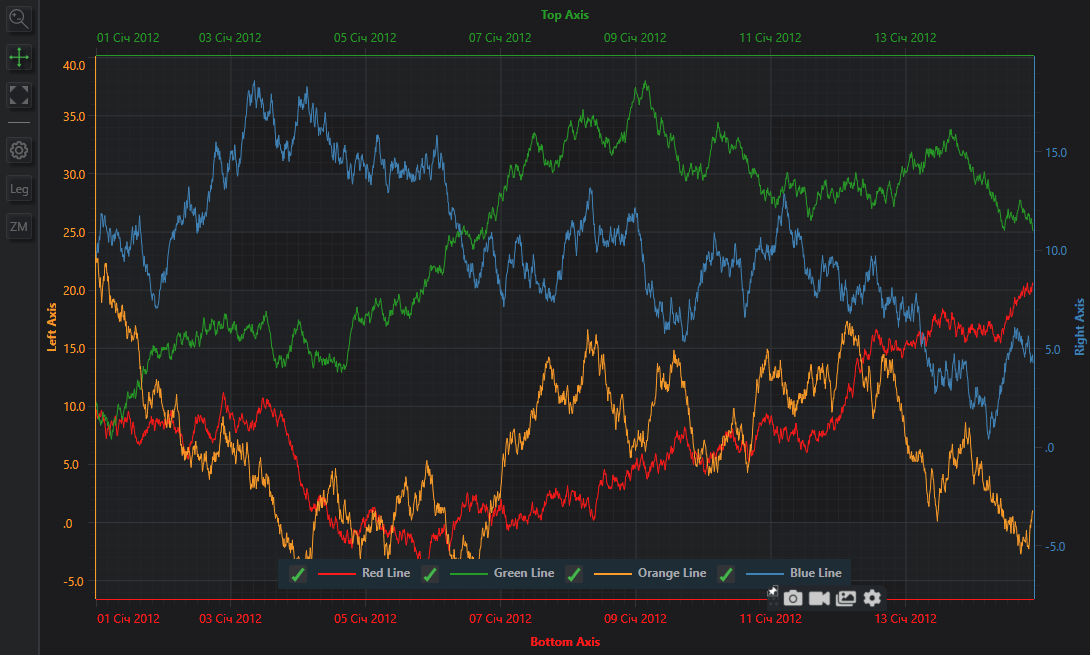 Top Axis
01 Січ 2012 03 Січ 2012 05 Січ 2012 07 Січ 2012 09 Січ 2012 11 Січ 2012 13 Січ 2012
40.0
35.0
30.0
25.0
20.0
15.0
10.0
5.0
.0
-5.0
Left Axis
Leg
ZM
15.0
10.0
5.0
.0
-5.0
Right Axis
Red Line Green Line Orange Line Blue Line
01 Січ 2012 03 Січ 2012 05 Січ 2012 07 Січ 2012 09 Січ 2012 11 Січ 2012 13 Січ 2012
Bottom Axis